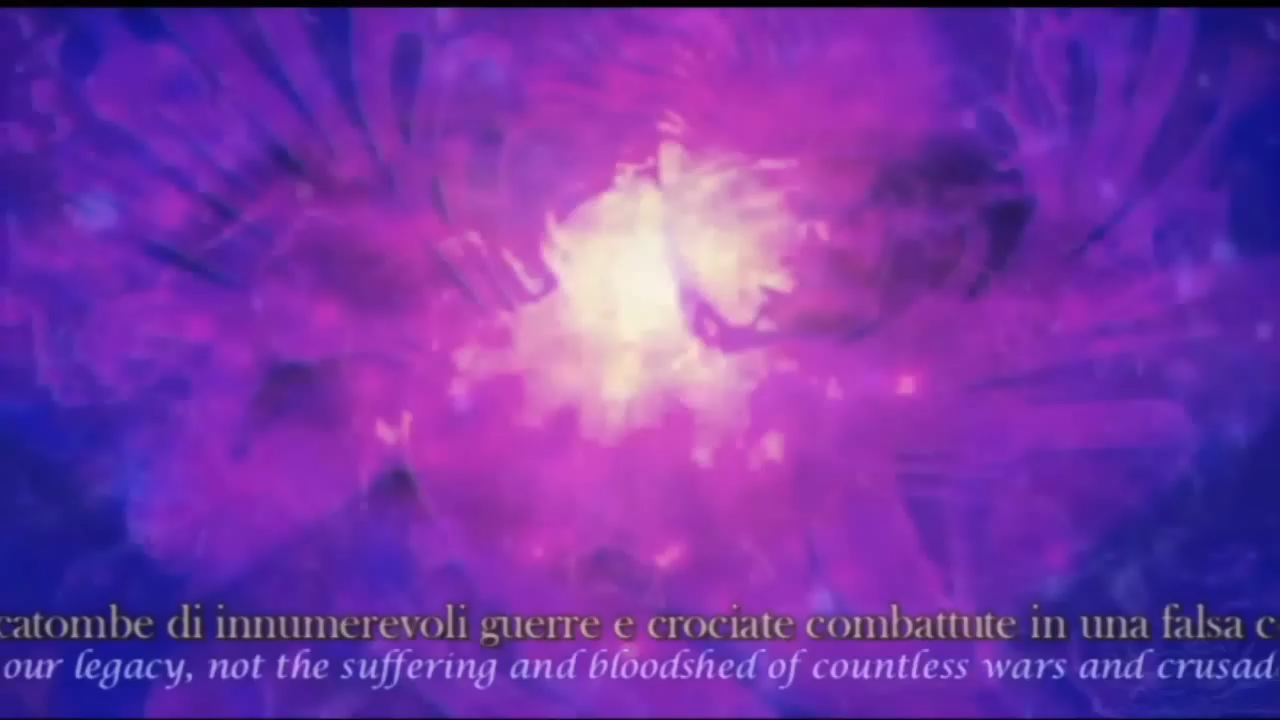 catombe di innumerevoli guerre e crociate combattute in una falsa c
our legacy, not the suffering and bloodshed of countless wars and crusad